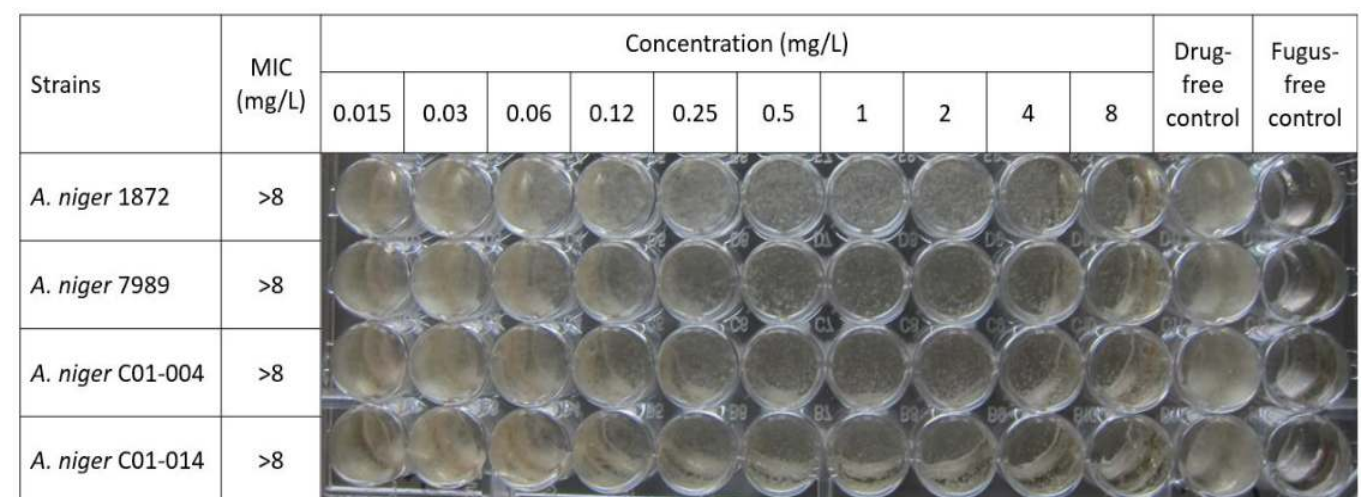 Strains
MIC
(mg/L)
Concentration (mg/L)
Drug-
free
control
Fugus-
free
control
0.015 0.03 0.06 0.12 0.25 0.5 1 2 4 8
A. niger 1872 >8
A. niger 7989 >8
A. niger C01-004 >8
A. niger C01-014 >8